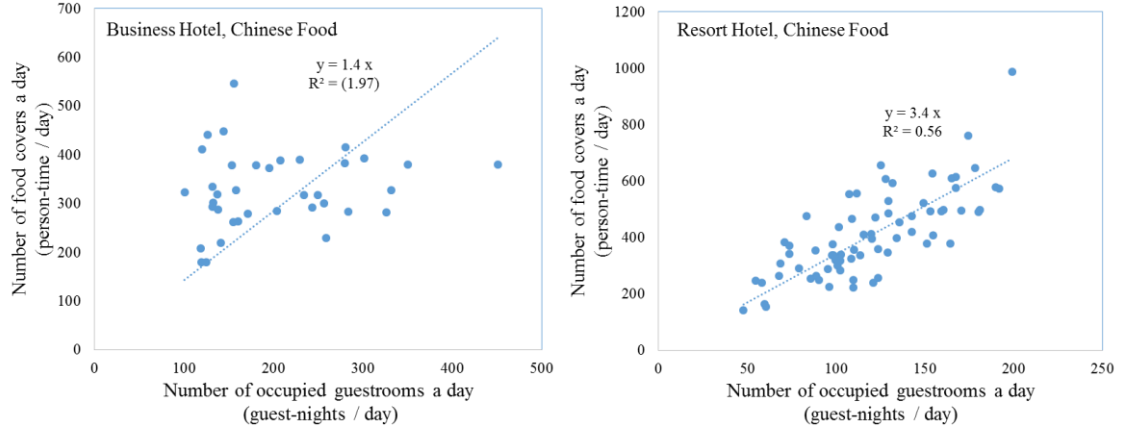 Business Hotel, Chinese Food
y = 1.4 x
R² = (1.97)
Number of food covers a day
(person-time / day)
700
600
500
400
300
200
100
0
0 100 200 300 400 500
Number of occupied guestrooms a day
(guest-nights / day)
Resort Hotel, Chinese Food
y = 3.4 x
R² = 0.56
Number of food covers a day
(person-time / day)
1200
1000
800
600
400
200
0
0 50 100 150 200 250
Number of occupied guestrooms a day
(guest-nights / day)